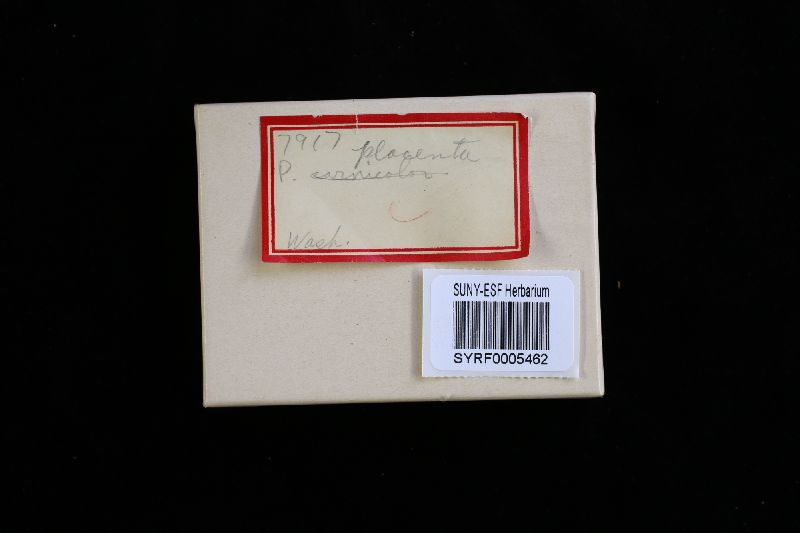 7917 placenta
P. carnicolor
Wash.
SUNY-ESF Herbarium
SYRF0005462